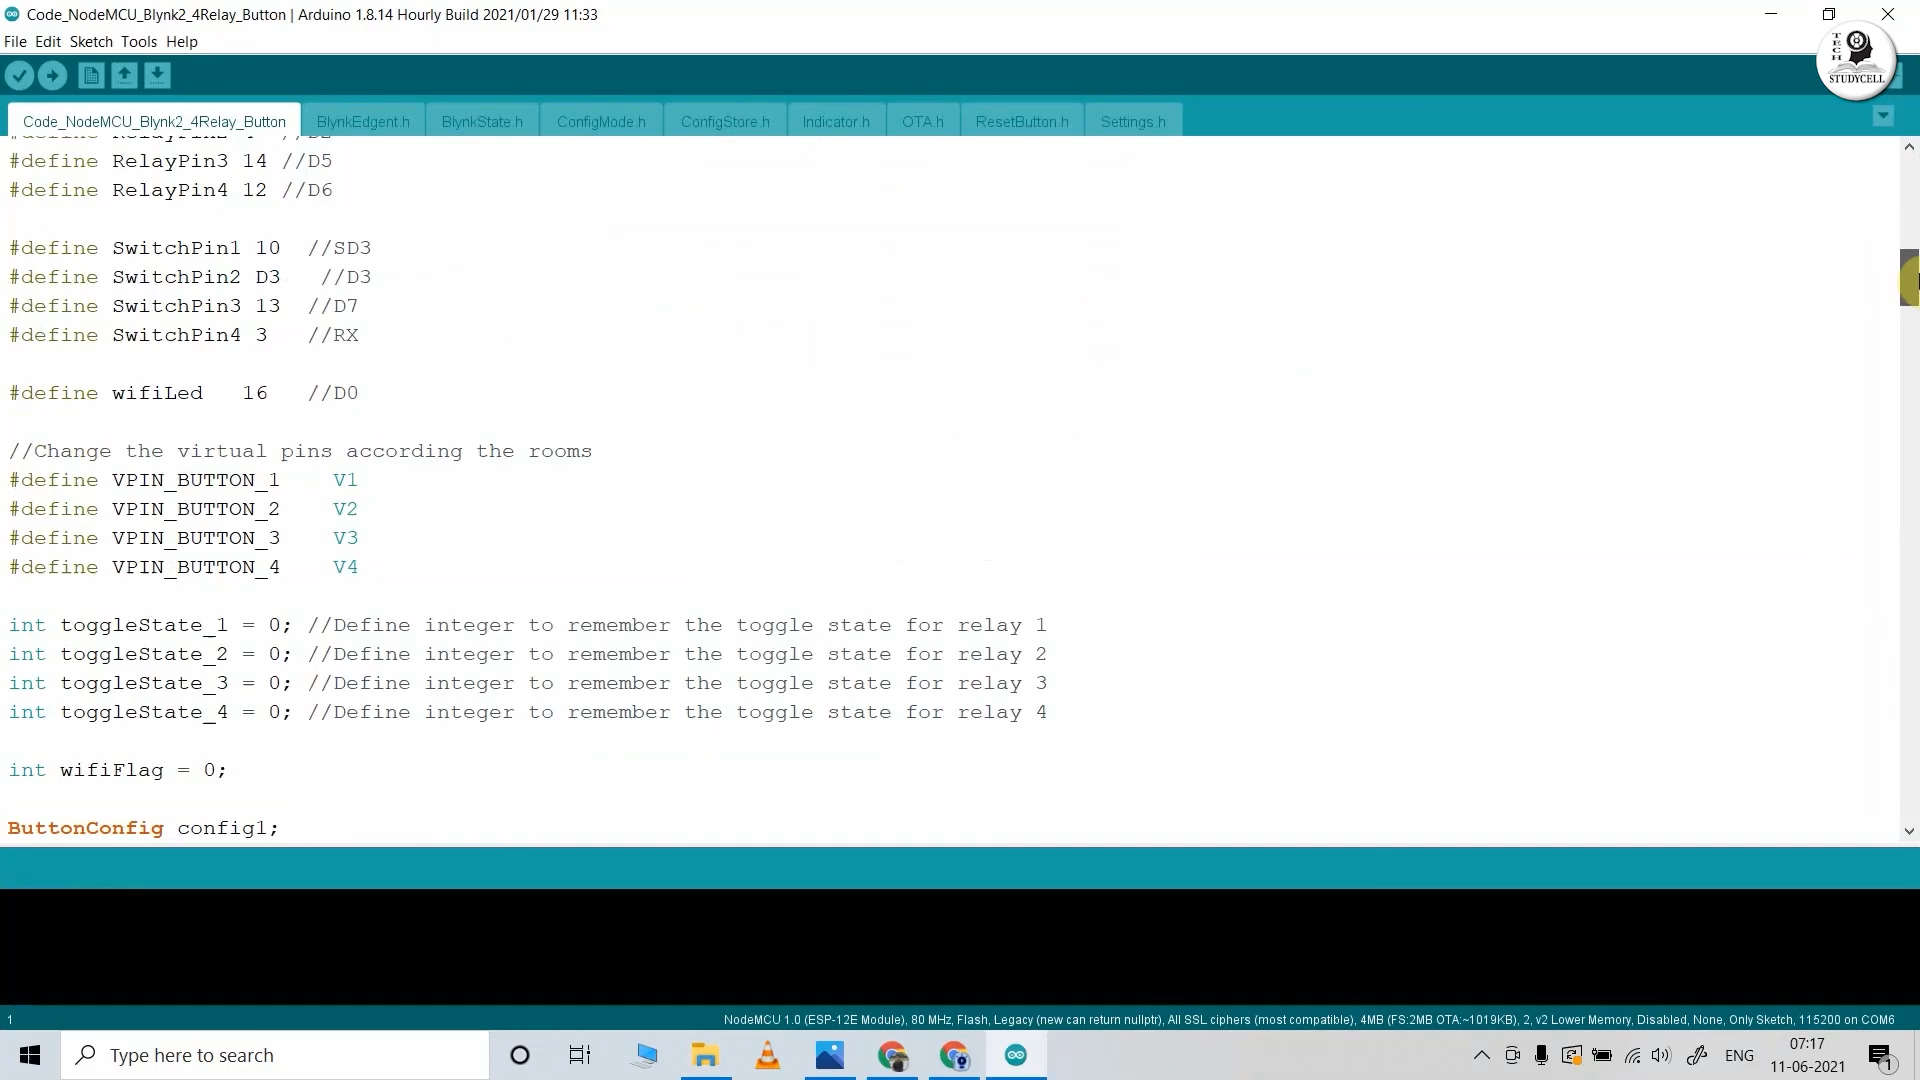 Code_NodeMCU_Blynk2_4Relay_Button | Arduino 1.8.14 Hourly Build 2021/01/29 11:33
File Edit Sketch Tools Help
TECH
STUDYCELL
Code_NodeMCU_Blynk2_4Relay_Button BlynkEdgent.h BlynkState.h ConfigMode.h ConfigStore.h Indicator.h OTA.h ResetButton.h Settings.h
#define RelayPin3 14 //D5
#define RelayPin4 12 //D6
#define SwitchPin1 10 //SD3
#define SwitchPin2 D3 //D3
#define SwitchPin3 13 //D7
#define SwitchPin4 3 //RX
#define wifiLed 16 //D0
//Change the virtual pins according the rooms
#define VPIN_BUTTON_1 V1
#define VPIN_BUTTON_2 V2
#define VPIN_BUTTON_3 V3
#define VPIN_BUTTON_4 V4
int toggleState_1 = 0; //Define integer to remember the toggle state for relay 1
int toggleState_2 = 0; //Define integer to remember the toggle state for relay 2
int toggleState_3 = 0; //Define integer to remember the toggle state for relay 3
int toggleState_4 = 0; //Define integer to remember the toggle state for relay 4
int wifiFlag = 0;
ButtonConfig config1;
1 NodeMCU 1.0 (ESP-12E Module), 80 MHz, Flash, Legacy (new can return nullptr), All SSL ciphers (most compatible), 4MB (FS:2MB OTA:~1019KB), 2, v2 Lower Memory, Disabled, None, Only Sketch, 115200 on COM6
Type here to search
ENG
07:17
11-06-2021
1